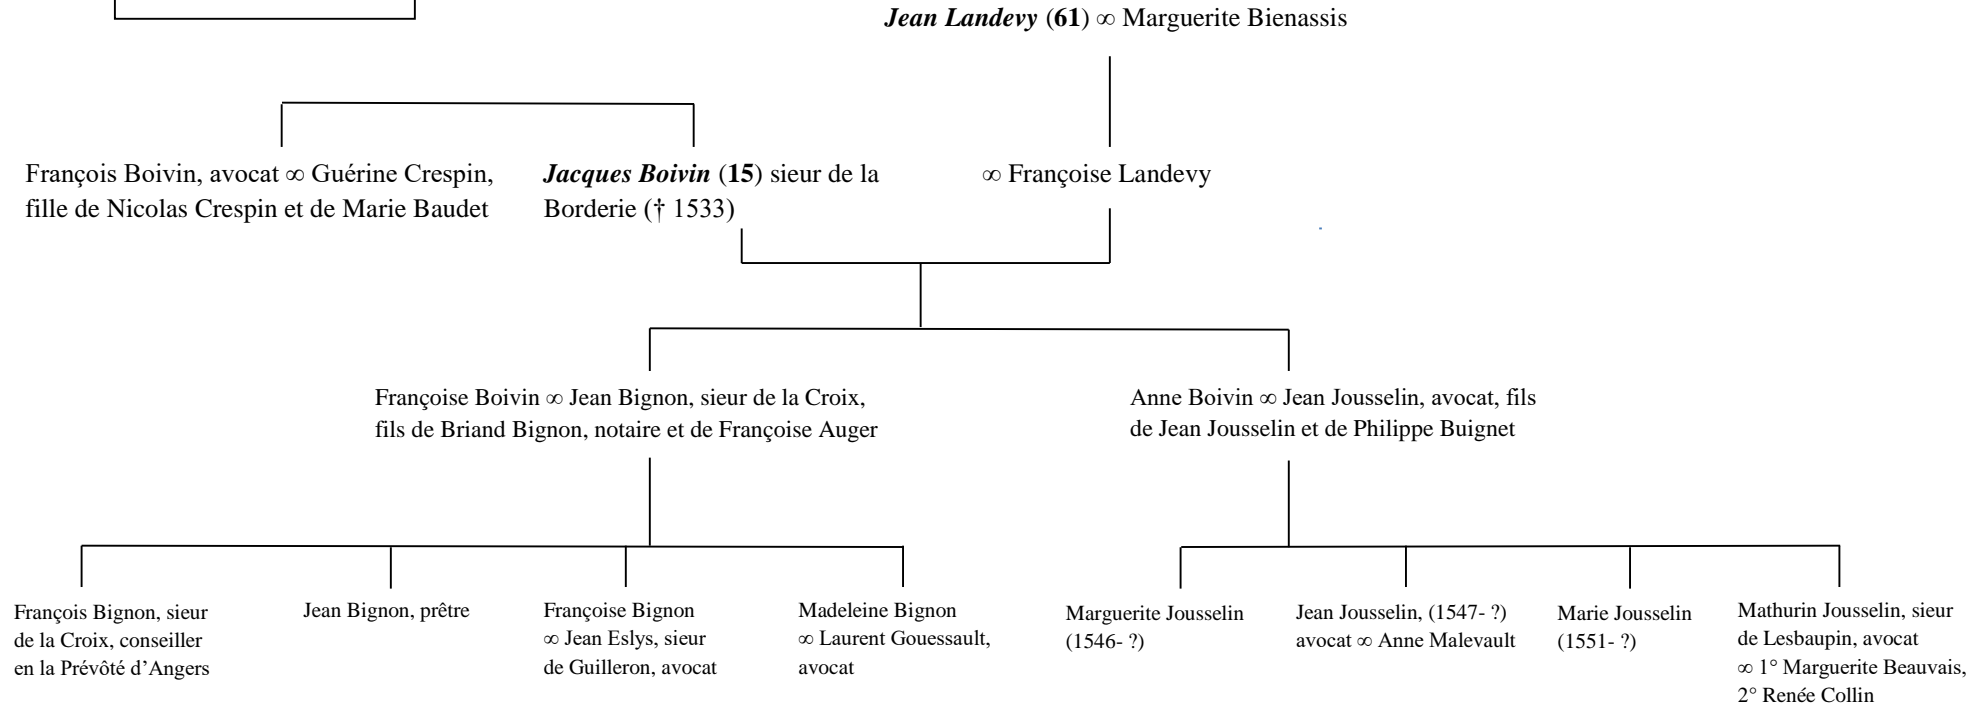 Jean Landevy (61) ∞ Marguerite Bienassis
François Boivin, avocat ∞ Guérine Crespin,
fille de Nicolas Crespin et de Marie Baudet
Jacques Boivin (15) sieur de la
Borderie († 1533)
∞ Françoise Landevy
Françoise Boivin ∞ Jean Bignon, sieur de la Croix,
fils de Briand Bignon, notaire et de Françoise Auger
Anne Boivin ∞ Jean Jousselin, avocat, fils
de Jean Jousselin et de Philippe Buignet
François Bignon, sieur
de la Croix, conseiller
en la Prévôté d’Angers
Jean Bignon, prêtre
Françoise Bignon
∞ Jean Eslys, sieur
de Guilleron, avocat
Madeleine Bignon
∞ Laurent Gouessault,
avocat
Marguerite Jousselin
(1546- ?)
Jean Jousselin, (1547- ?)
avocat ∞ Anne Malevault
Marie Jousselin
(1551- ?)
Mathurin Jousselin, sieur
de Lesbaupin, avocat
∞ 1° Marguerite Beauvais,
2° Renée Collin